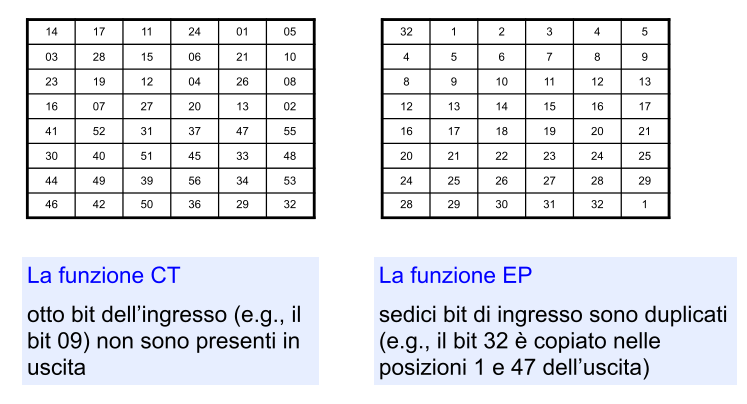 14 17 11 24 01 05
03 28 15 06 21 10
23 19 12 04 26 08
16 07 27 20 13 02
41 52 31 37 47 55
30 40 51 45 33 48
44 49 39 56 34 53
46 42 50 36 29 32
32 1 2 3 4 5
4 5 6 7 8 9
8 9 10 11 12 13
12 13 14 15 16 17
16 17 18 19 20 21
20 21 22 23 24 25
24 25 26 27 28 29
28 29 30 31 32 1
La funzione CT
otto bit dell'ingresso (e.g., il
bit 09) non sono presenti in
uscita
La funzione EP
sedici bit di ingresso sono duplicati
(e.g., il bit 32 è copiato nelle
posizioni 1 e 47 dell'uscita)